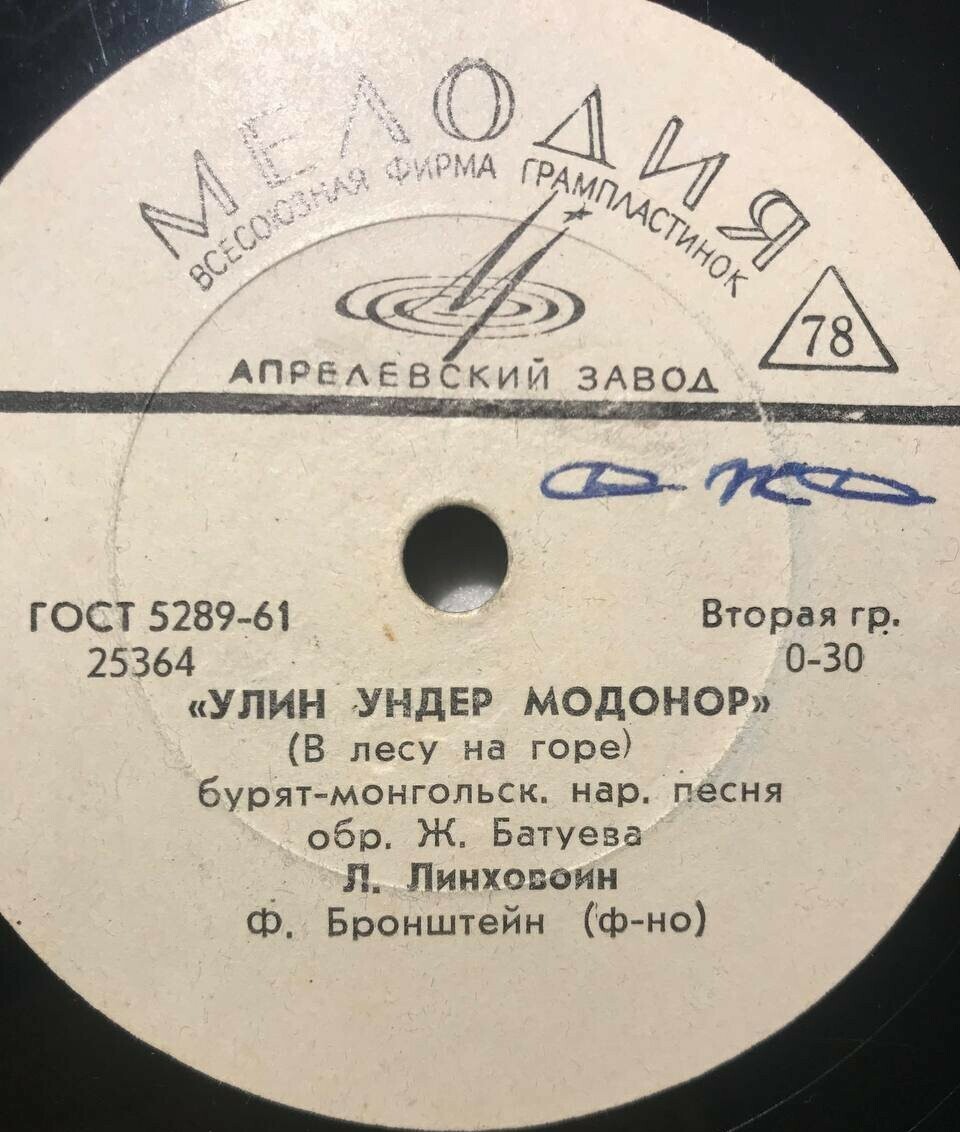 МЕЛОДИЯ
ВСЕСОЮЗНАЯ ФИРМА ГРАМПЛАСТИНОК
78
АПРЕЛЕВСКИЙ ЗАВОД
ГОСТ 5289-61
25364
Вторая гр.
0-30
«УЛИН УНДЕР МОДОНОР»
(В лесу на горе)
бурят-монгольск. нар. песня
обр. Ж. Батуева
Л. Линховоин
Ф. Бронштейн (ф-но)